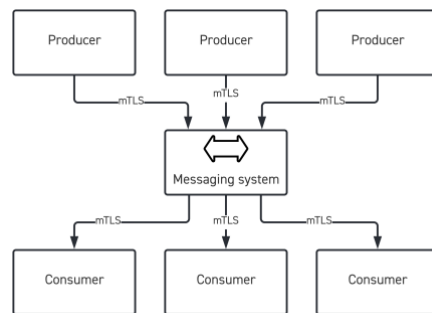 Producer
Producer
Producer
mTLS
mTLS
mTLS
Messaging system
mTLS
mTLS
mTLS
Consumer
Consumer
Consumer